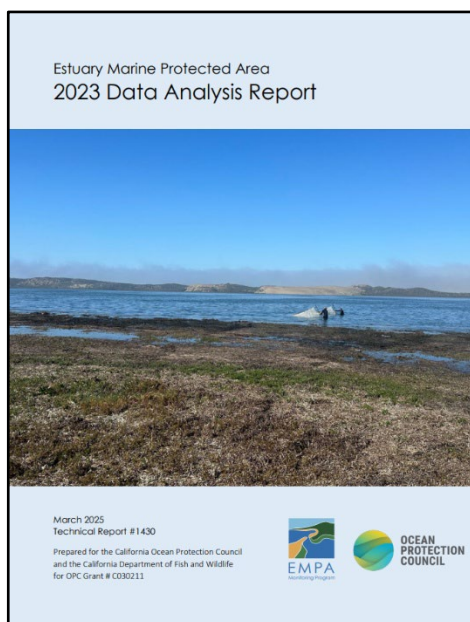 Estuary Marine Protected Area
2023 Data Analysis Report
March 2025
Technical Report #1430
Prepared for the California Ocean Protection Council
and the California Department of Fish and Wildlife
for OPC Grant # C030211
EMPA
Monitoring Program
OCEAN
PROTECTION
COUNCIL